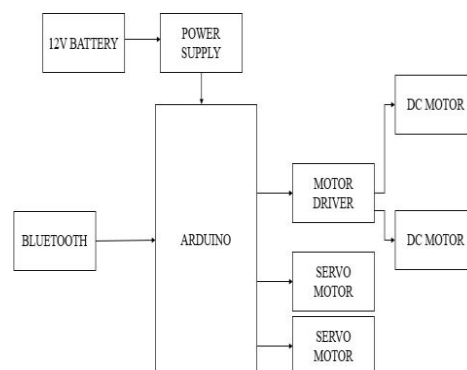 12V BATTERY
POWER
SUPPLY
DC MOTOR
MOTOR
DRIVER
BLUETOOTH
ARDUINO
DC MOTOR
SERVO
MOTOR
SERVO
MOTOR